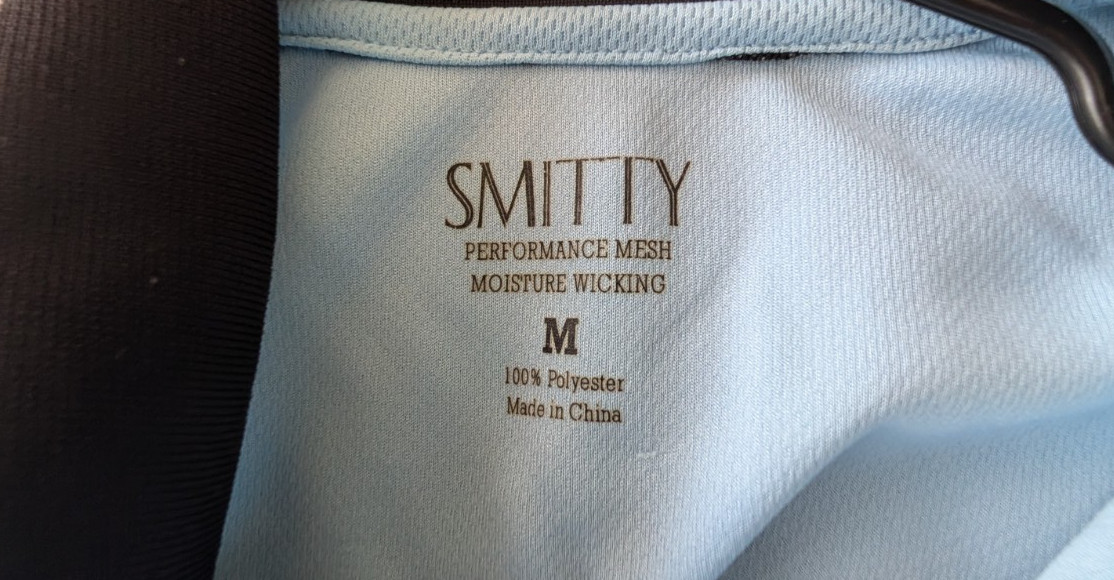 SMITTY
PERFORMANCE MESH
MOISTURE WICKING
M
100% Polyester
Made in China